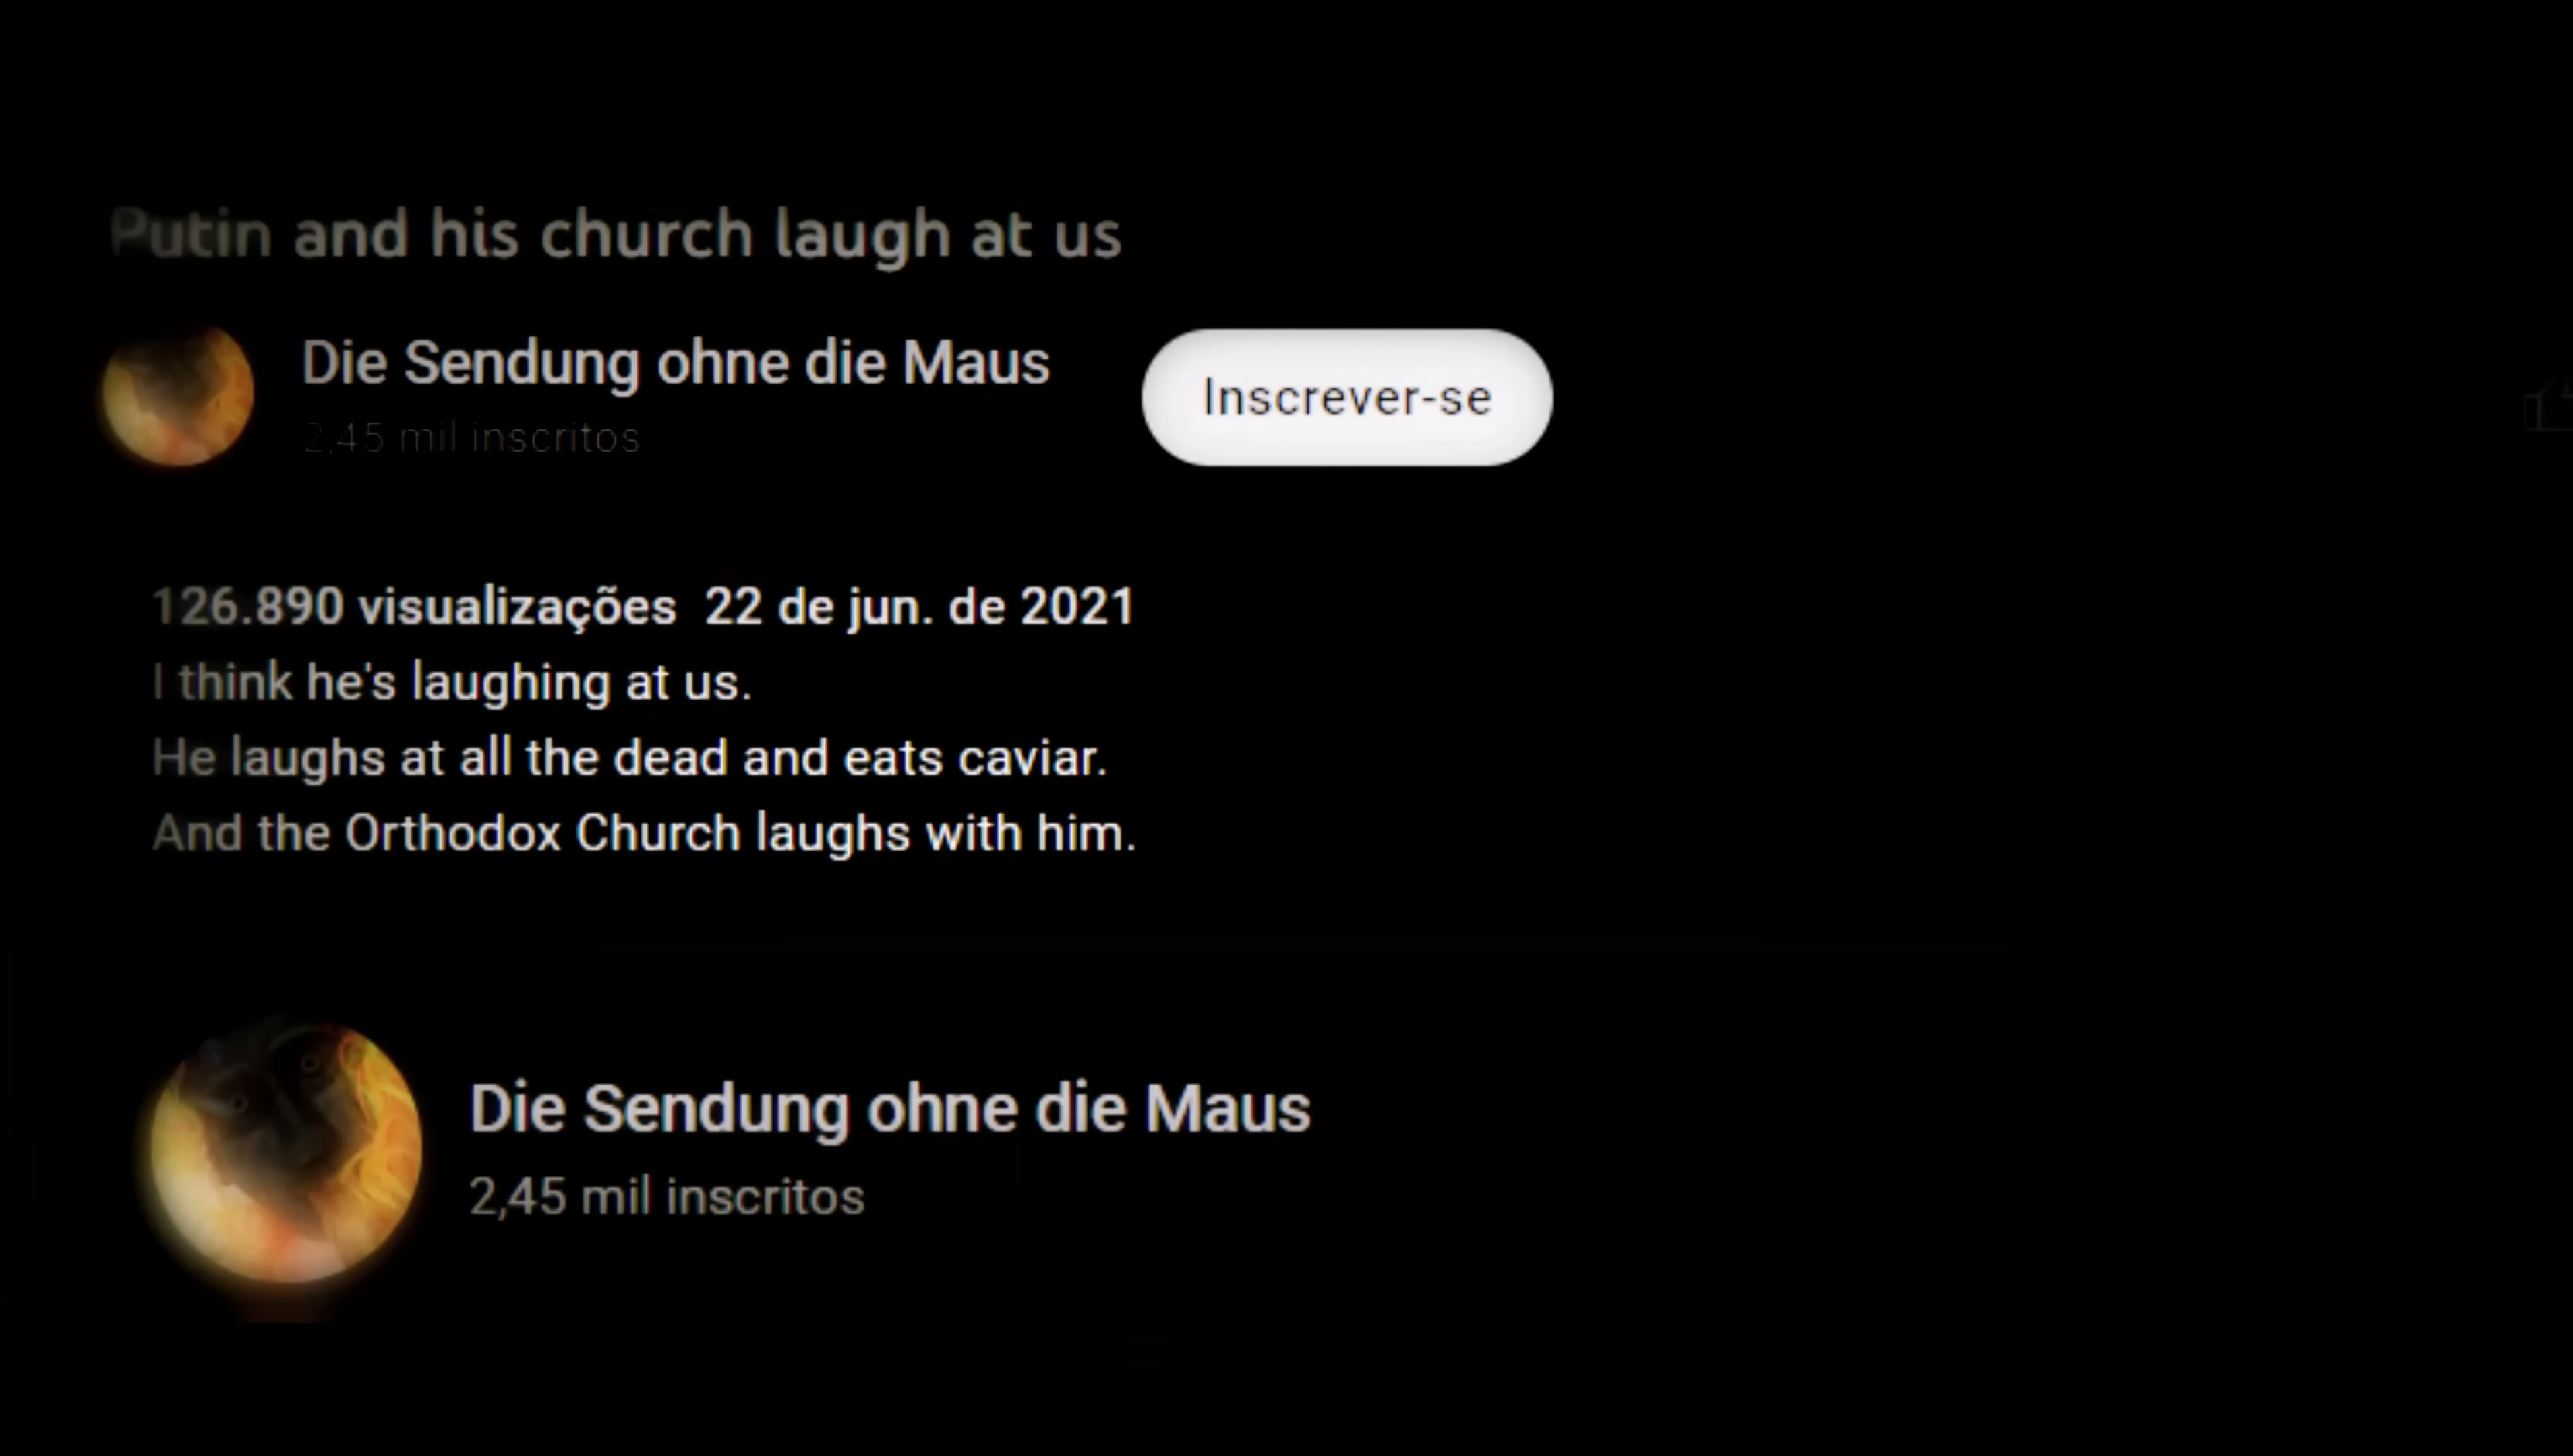 Putin and his church laugh at us
Die Sendung ohne die Maus
Inscrever-se
2,45 mil inscritos
126.890 visualizações  22 de jun. de 2021
I think he's laughing at us.
He laughs at all the dead and eats caviar.
And the Orthodox Church laughs with him.
Die Sendung ohne die Maus
2,45 mil inscritos